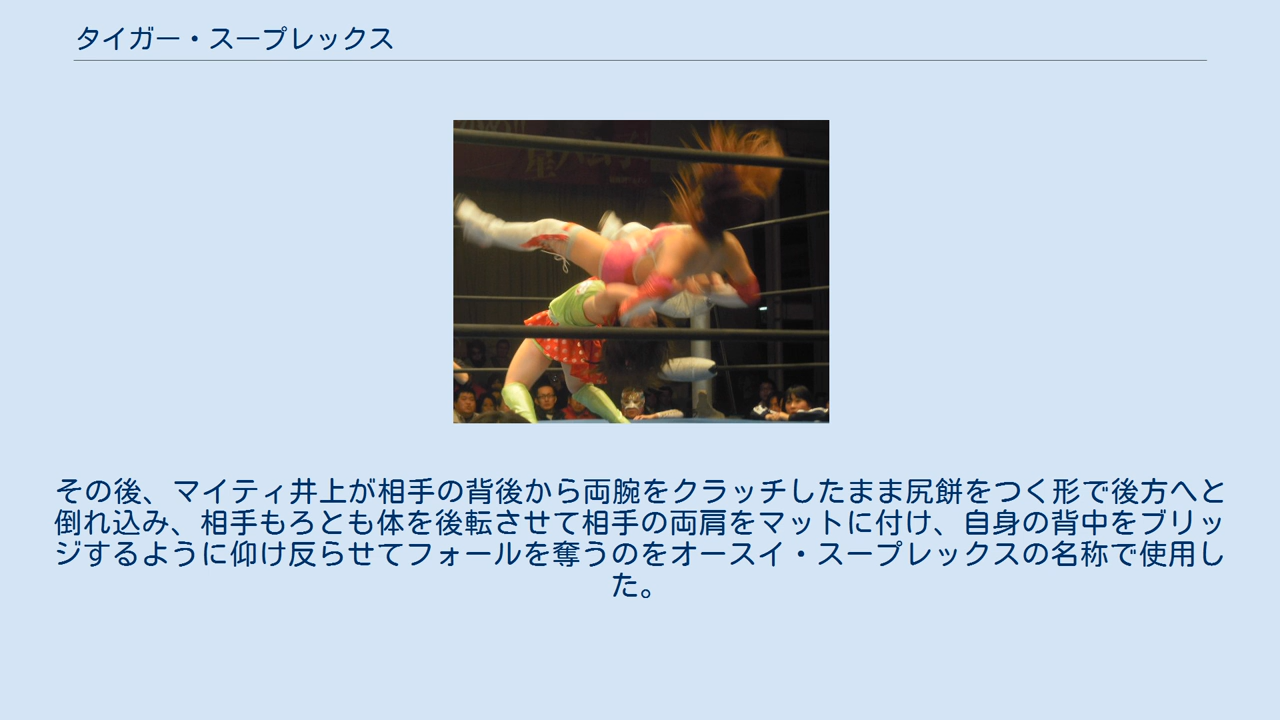 タイガー・スープレックス
その後、マイティ井上が相手の背後から両腕をクラッチしたまま尻餅をつく形で後方へと
倒れ込み、相手もろとも体を後転させて相手の両肩をマットに付け、自身の背中をブリッ
ジするように仰け反らせてフォールを奪うのをオースイ・スープレックスの名称で使用し
た。